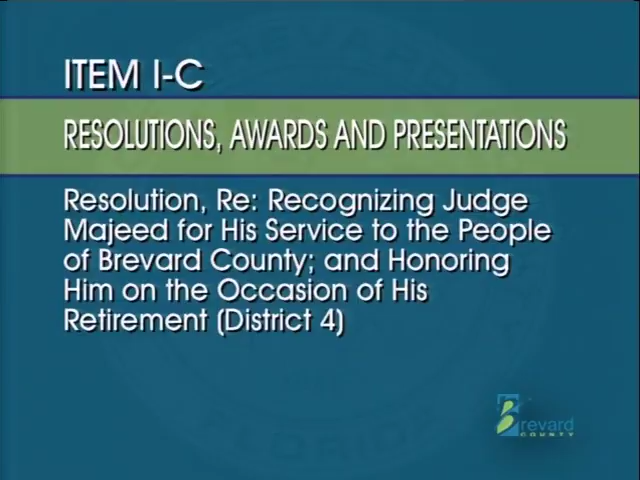 ITEM I-C
RESOLUTIONS, AWARDS AND PRESENTATIONS
Resolution, Re: Recognizing Judge
Majeed for His Service to the People
of Brevard County; and Honoring
Him on the Occasion of His
Retirement (District 4)
Brevard
COUNTY